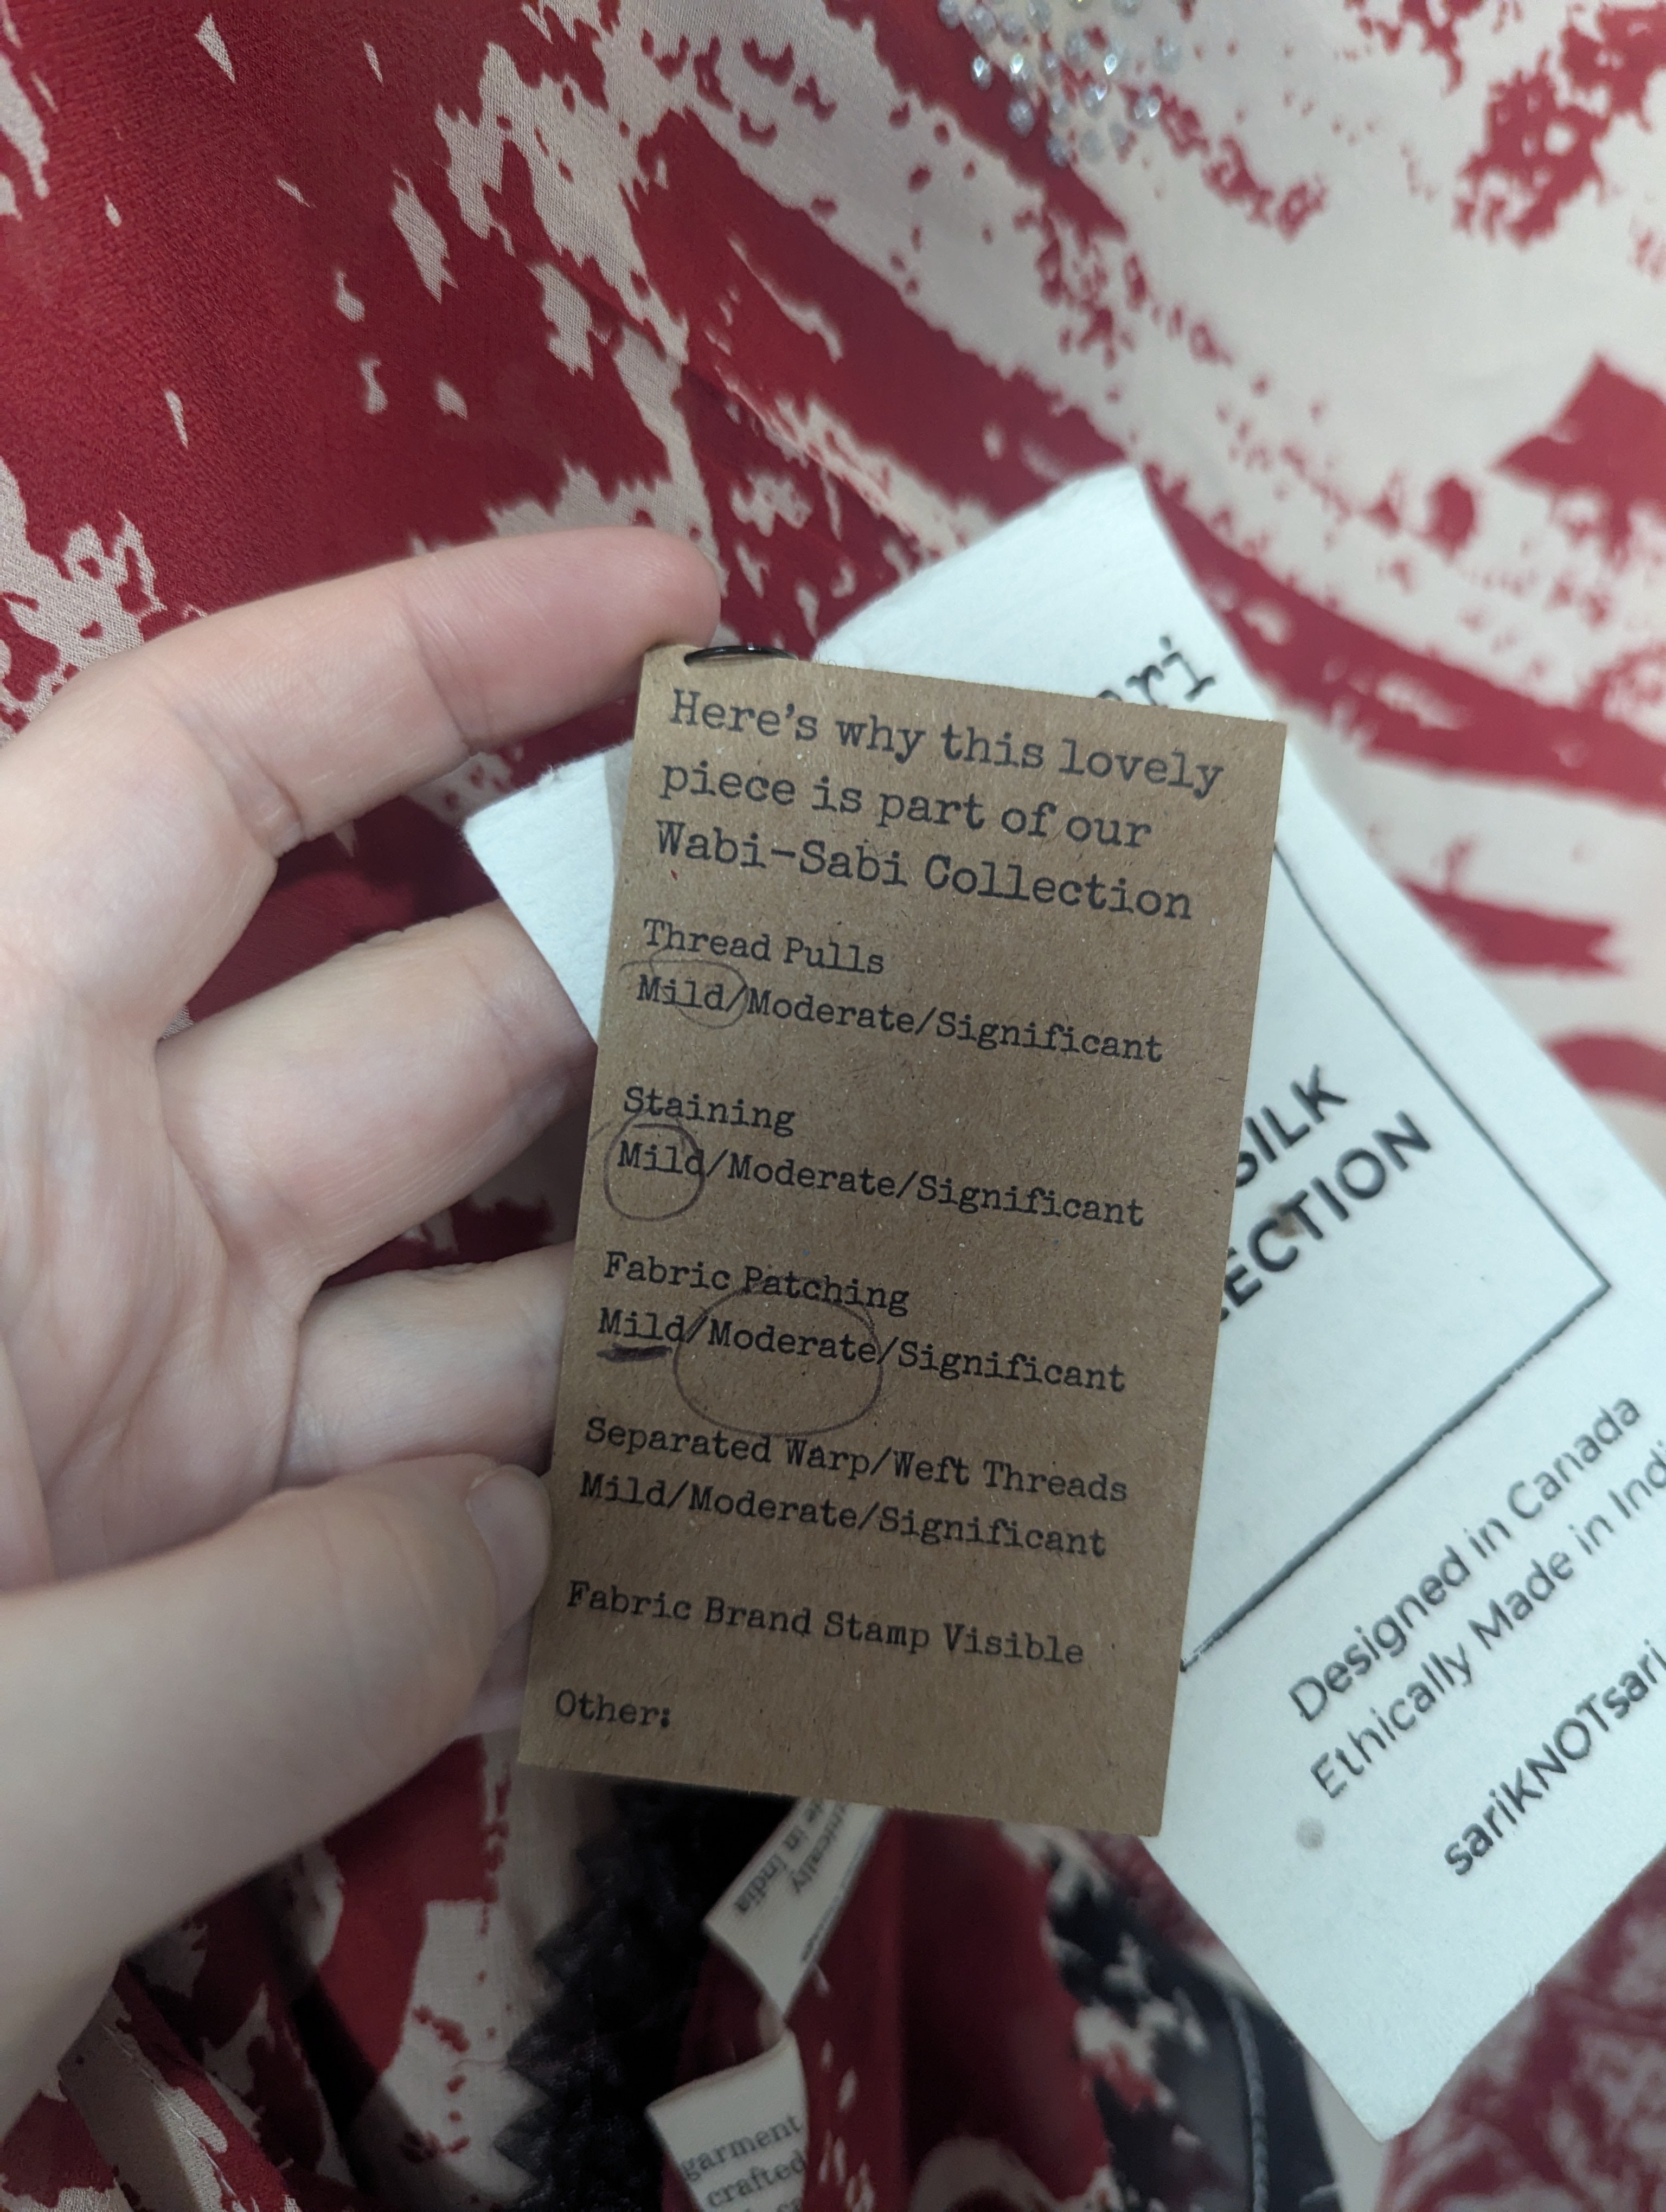 Here's why this lovely
piece is part of our
Wabi-Sabi Collection
Thread Pulls
Mild/Moderate/Significant
Staining
Mild/Moderate/Significant
Fabric Patching
Mild/Moderate/Significant
Separated Warp/Weft Threads
Mild/Moderate/Significant
Fabric Brand Stamp Visible
Other:
SILK
Designed in Canada
Ethically Made in
sariKNOTsari
in India
garment
crafted